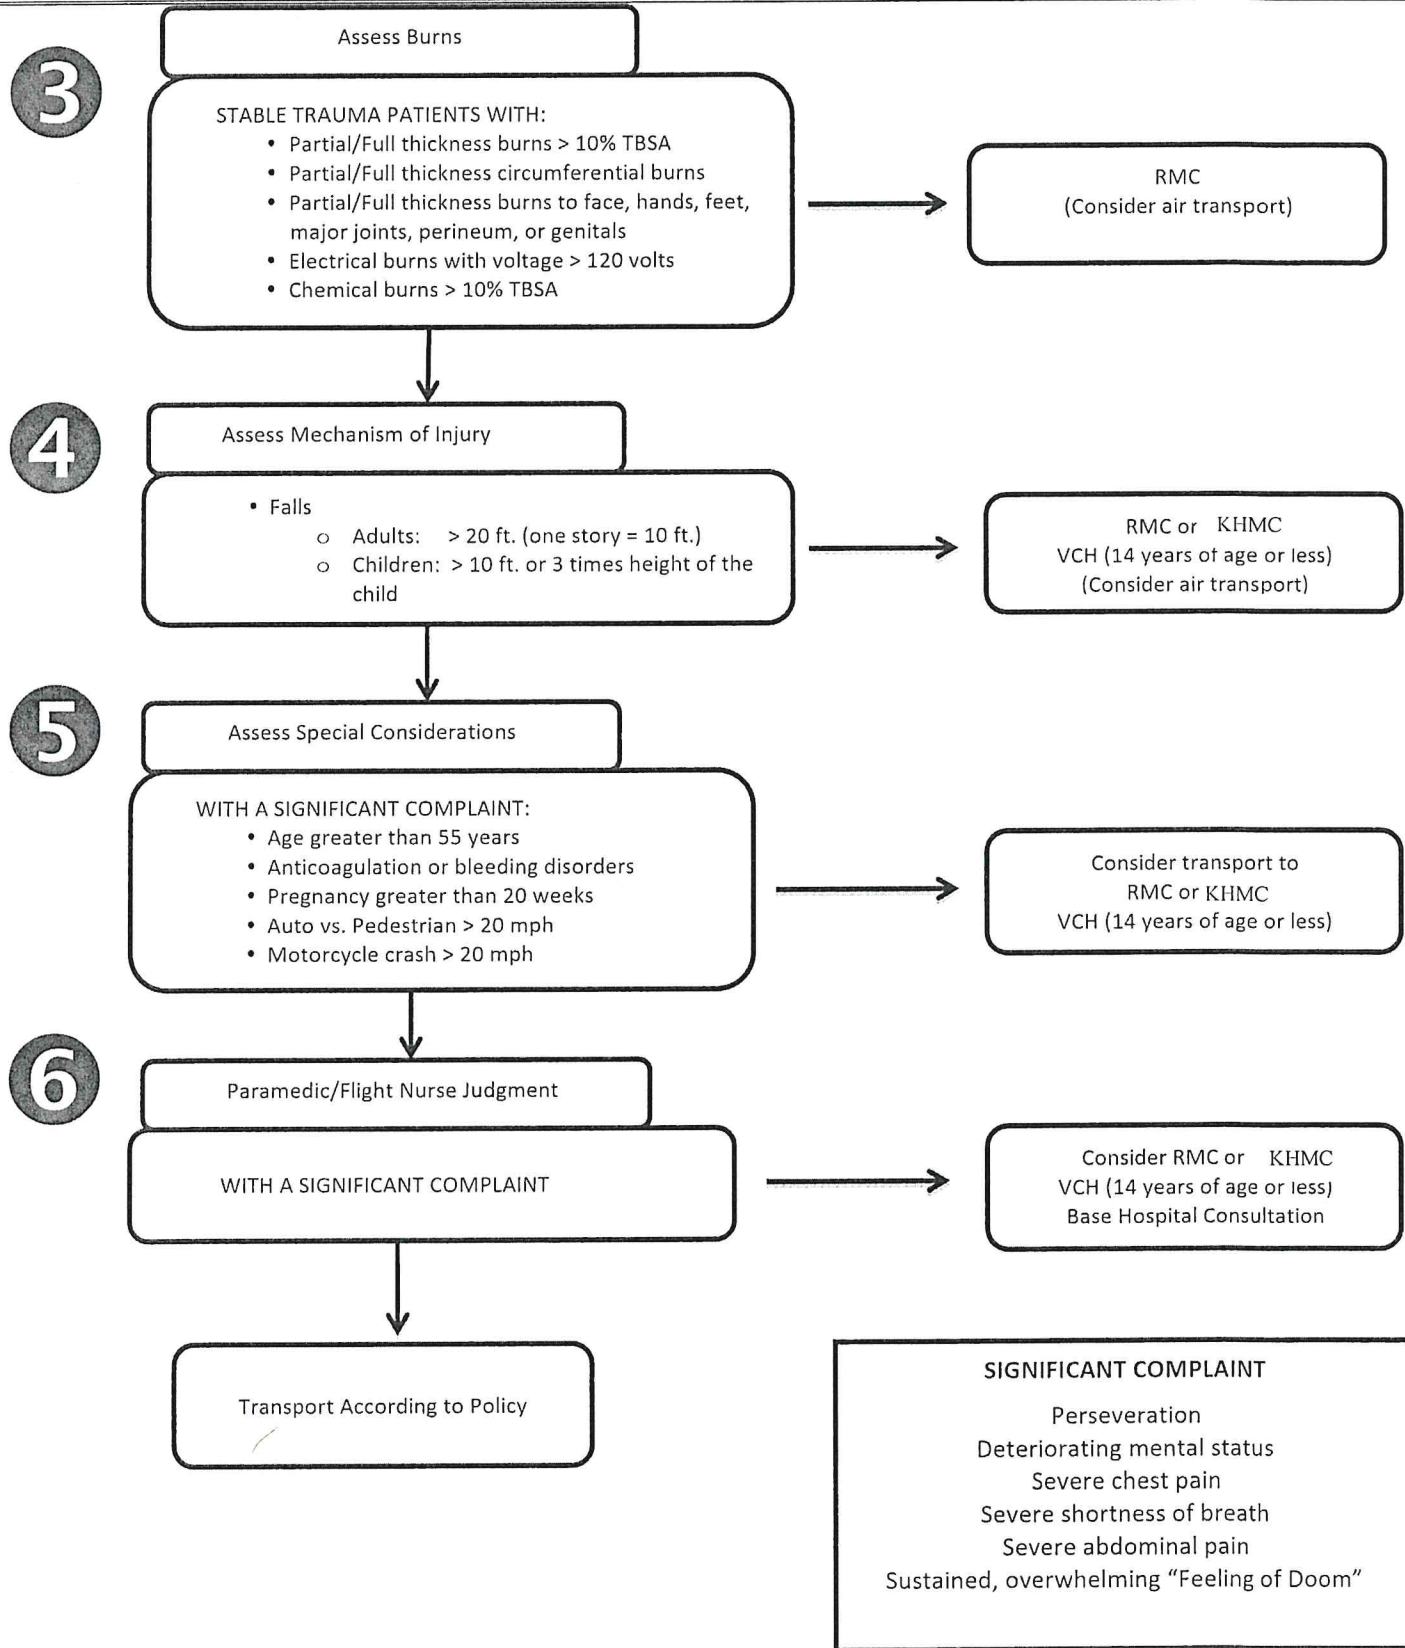 3
Assess Burns
STABLE TRAUMA PATIENTS WITH:
• Partial/Full thickness burns > 10% TBSA
• Partial/Full thickness circumferential burns
• Partial/Full thickness burns to face, hands, feet,
major joints, perineum, or genitals
• Electrical burns with voltage > 120 volts
• Chemical burns > 10% TBSA
RMC
(Consider air transport)
4
Assess Mechanism of Injury
• Falls
o Adults: > 20 ft. (one story = 10 ft.)
o Children: > 10 ft. or 3 times height of the
child
RMC or KHMC
VCH (14 years of age or less)
(Consider air transport)
5
Assess Special Considerations
WITH A SIGNIFICANT COMPLAINT:
• Age greater than 55 years
• Anticoagulation or bleeding disorders
• Pregnancy greater than 20 weeks
• Auto vs. Pedestrian > 20 mph
• Motorcycle crash > 20 mph
Consider transport to
RMC or KHMC
VCH (14 years of age or less)
6
Paramedic/Flight Nurse Judgment
WITH A SIGNIFICANT COMPLAINT
Consider RMC or KHMC
VCH (14 years of age or less)
Base Hospital Consultation
Transport According to Policy
SIGNIFICANT COMPLAINT
Perseveration
Deteriorating mental status
Severe chest pain
Severe shortness of breath
Severe abdominal pain
Sustained, overwhelming “Feeling of Doom”